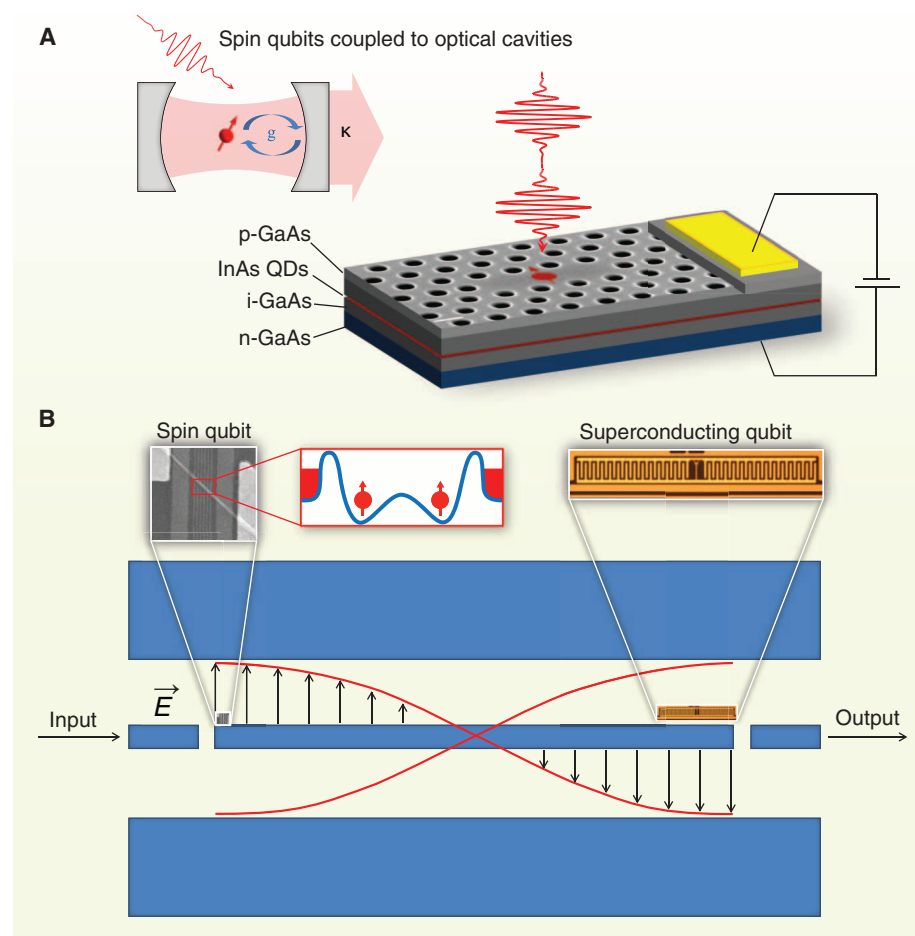 A
Spin qubits coupled to optical cavities
g
κ
p-GaAs
InAs QDs
i-GaAs
n-GaAs
B
Spin qubit
Superconducting qubit
E
Input
Output